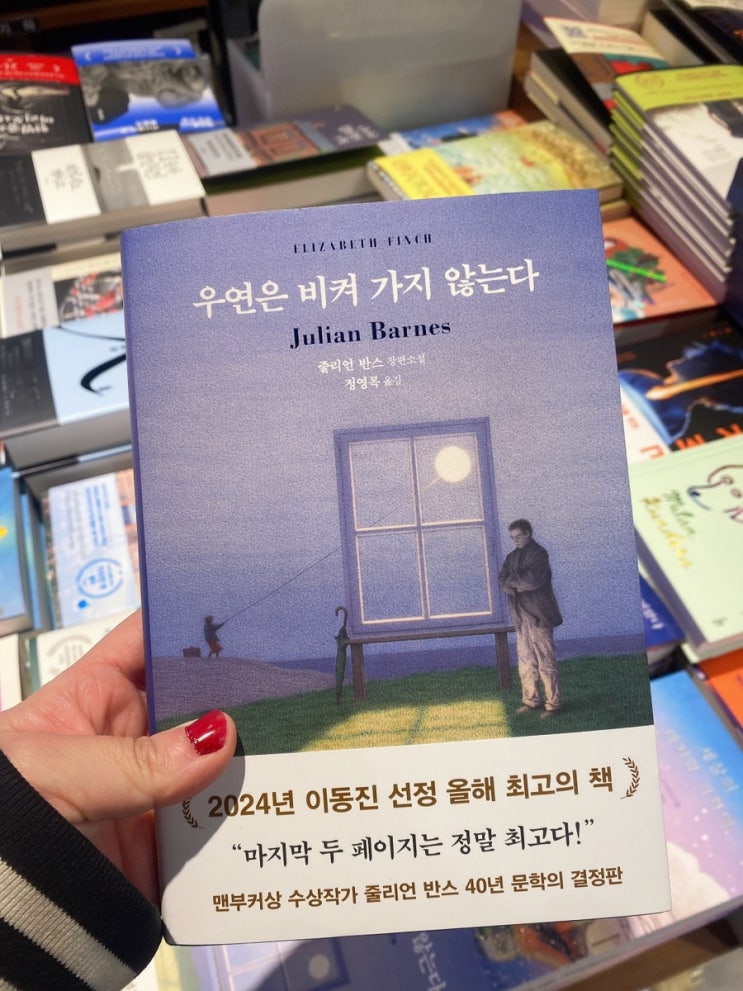 ELIZABETH FINCH
우연은 비켜 가지 않는다
Julian Barnes
줄리언 반스 장편소설
정영목 옮김
2024년 이동진 선정 올해 최고의 책
“마지막 두 페이지는 정말 최고다!”
맨부커상 수상작가 줄리언 반스 40년 문학의 결정판